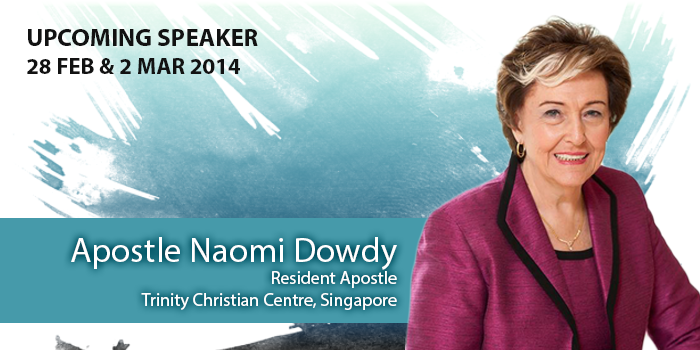 UPCOMING SPEAKER
28 FEB & 2 MAR 2014
Apostle Naomi Dowdy
Resident Apostle
Trinity Christian Centre, Singapore